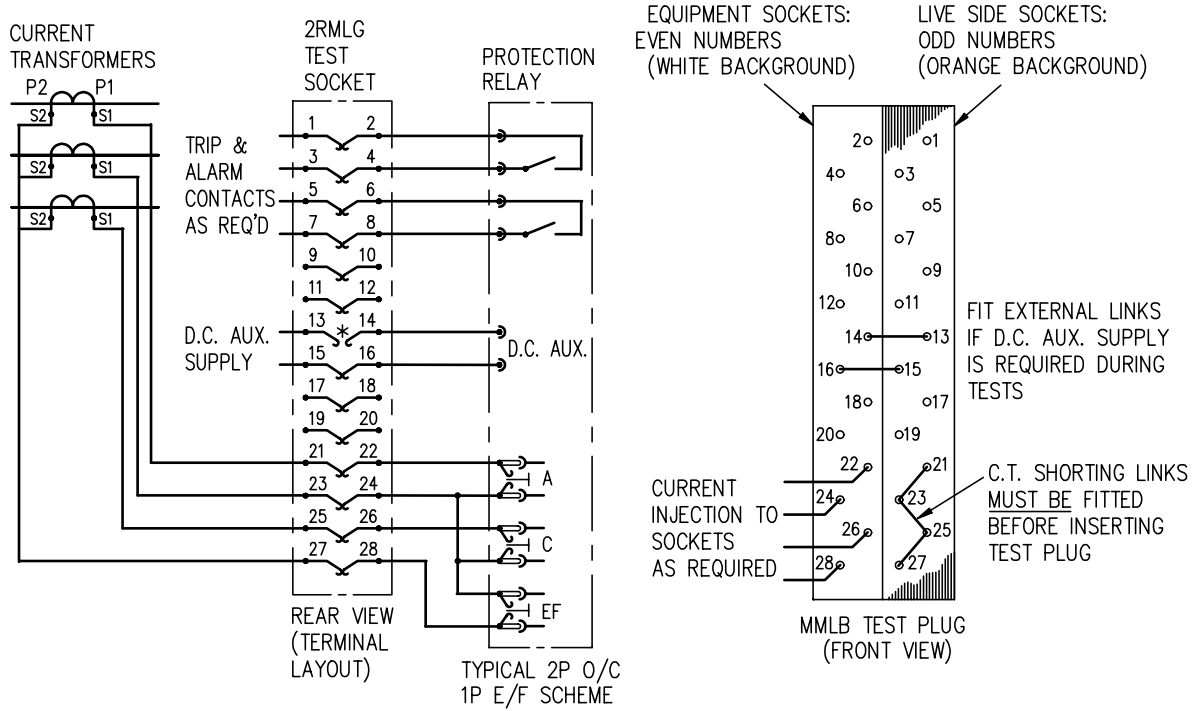 CURRENT
TRANSFORMERS
P2 P1
S2 S1
S2 S1
S2 S1
2RMLG
TEST
SOCKET
PROTECTION
RELAY
TRIP &
ALARM
CONTACTS
AS REQ'D
D.C. AUX.
SUPPLY
1 2
3 4
5 6
7 8
9 10
11 12
13 * 14
15 16
17 18
19 20
21 22
23 24
25 26
27 28
D.C. AUX.
A
C
EF
REAR VIEW
(TERMINAL
LAYOUT)
TYPICAL 2P O/C
1P E/F SCHEME
EQUIPMENT SOCKETS:
EVEN NUMBERS
(WHITE BACKGROUND)
LIVE SIDE SOCKETS:
ODD NUMBERS
(ORANGE BACKGROUND)
2 1
4 3
6 5
8 7
10 9
12 11
14 13
16 15
18 17
20 19
22 21
24 23
26 25
28 27
FIT EXTERNAL LINKS
IF D.C. AUX. SUPPLY
IS REQUIRED DURING
TESTS
CURRENT
INJECTION TO
SOCKETS
AS REQUIRED
C.T. SHORTING LINKS
MUST BE FITTED
BEFORE INSERTING
TEST PLUG
MMLB TEST PLUG
(FRONT VIEW)